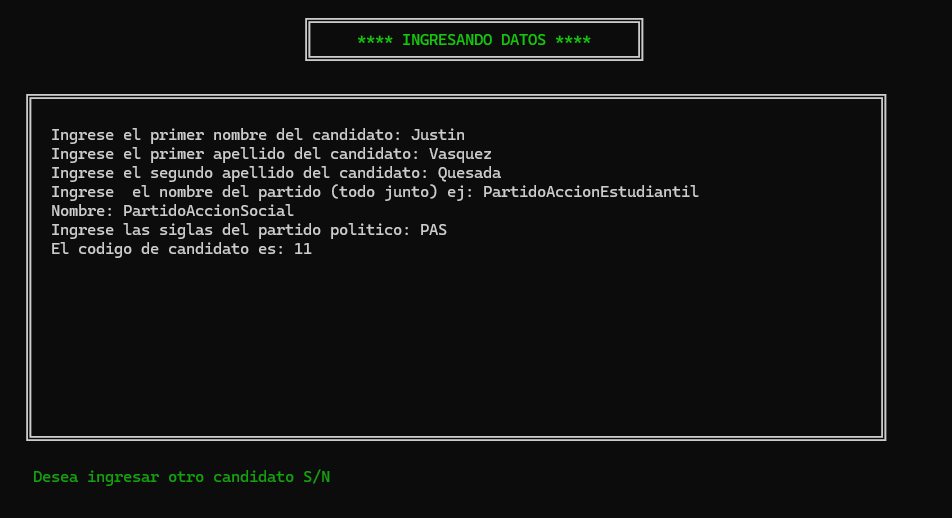 **** INGRESANDO DATOS ****
Ingrese el primer nombre del candidato: Justin
Ingrese el primer apellido del candidato: Vasquez
Ingrese el segundo apellido del candidato: Quesada
Ingrese  el nombre del partido (todo junto) ej: PartidoAccionEstudiantil
Nombre: PartidoAccionSocial
Ingrese las siglas del partido politico: PAS
El codigo de candidato es: 11
Desea ingresar otro candidato S/N